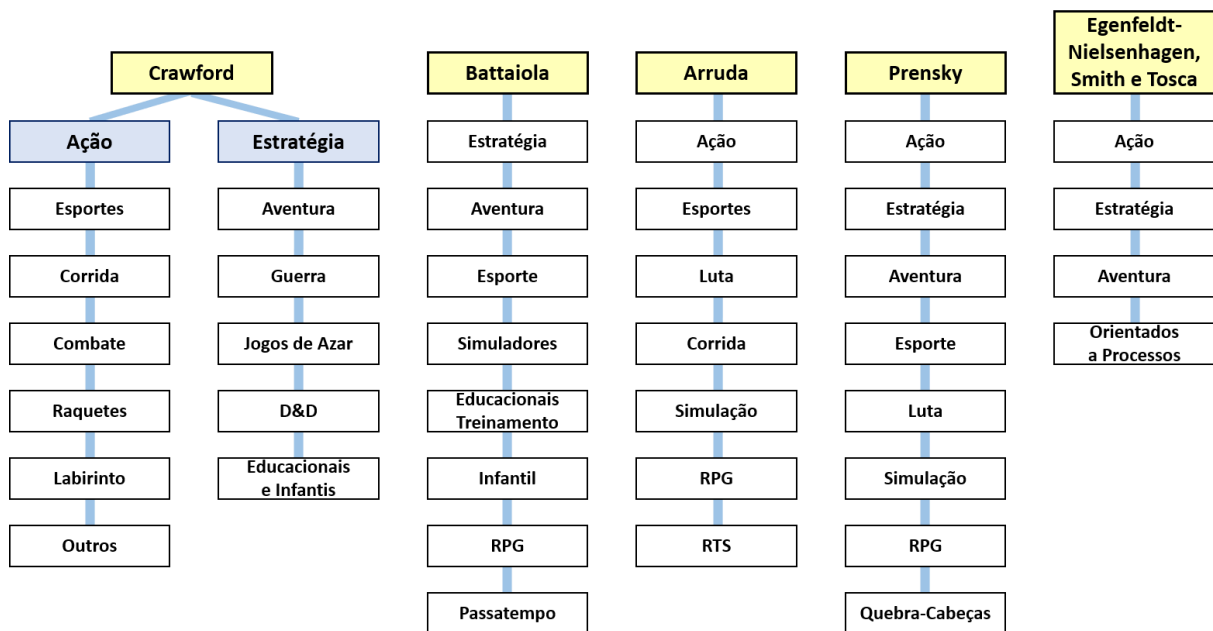 Crawford
Ação
Esportes
Corrida
Combate
Raquetes
Labirinto
Outros
Estratégia
Aventura
Guerra
Jogos de Azar
D&D
Educacionais
e Infantis
Battaiola
Estratégia
Aventura
Esporte
Simuladores
Educacionais
Treinamento
Infantil
RPG
Passatempo
Arruda
Ação
Esportes
Luta
Corrida
Simulação
RPG
RTS
Prensky
Ação
Estratégia
Aventura
Esporte
Luta
Simulação
RPG
Quebra-Cabeças
Egenfeldt-
Nielsenhagen,
Smith e Tosca
Ação
Estratégia
Aventura
Orientados
a Processos